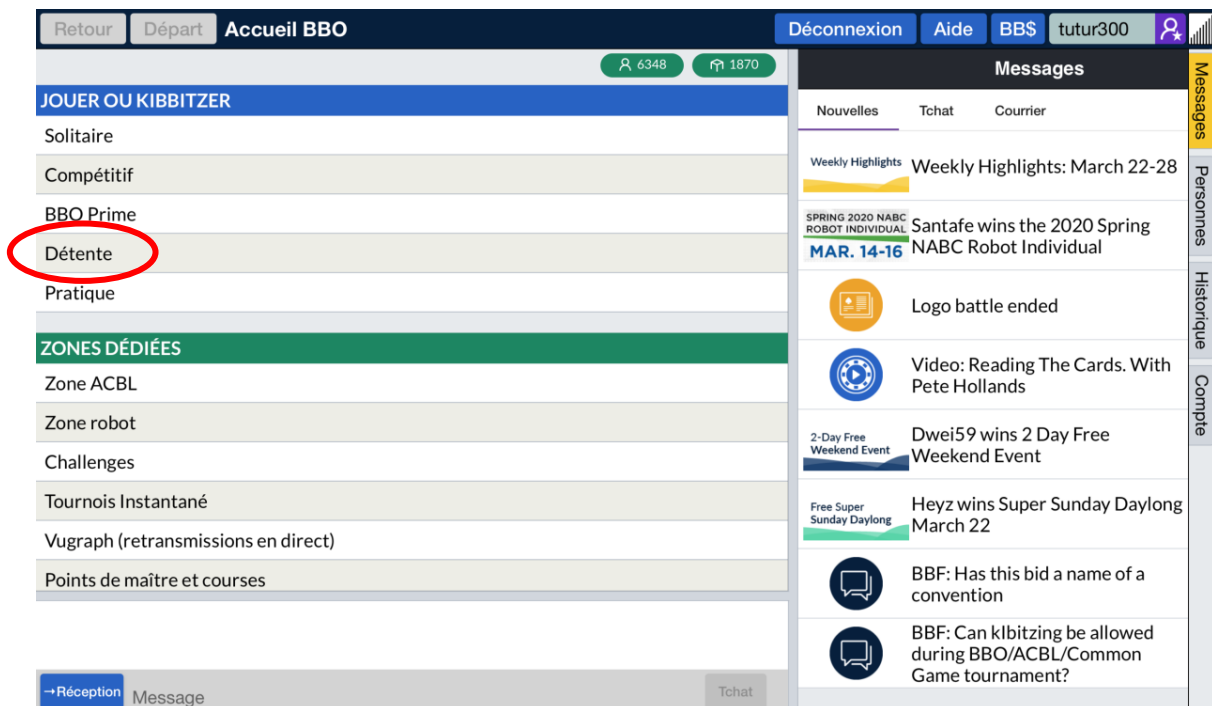 Retour Départ Accueil BBO Déconnexion Aide BB$ tutur300
6348 1870
JOUER OU KIBBITZER
Solitaire
Compétitif
BBO Prime
Détente
Pratique
ZONES DÉDIÉES
Zone ACBL
Zone robot
Challenges
Tournois Instantané
Vugraph (retransmissions en direct)
Points de maître et courses
→Réception Message Tchat
Messages
Nouvelles Tchat Courrier
Weekly Highlights
Weekly Highlights: March 22-28
SPRING 2020 NABC
ROBOT INDIVIDUAL
MAR. 14-16
Santafe wins the 2020 Spring
NABC Robot Individual
Logo battle ended
Video: Reading The Cards. With
Pete Hollands
2-Day Free
Weekend Event
Dwei59 wins 2 Day Free
Weekend Event
Free Super
Sunday Daylong
Heyz wins Super Sunday Daylong
March 22
BBF: Has this bid a name of a
convention
BBF: Can kIbitzing be allowed
during BBO/ACBL/Common
Game tournament?
Messages
Personnes
Historique
Compte